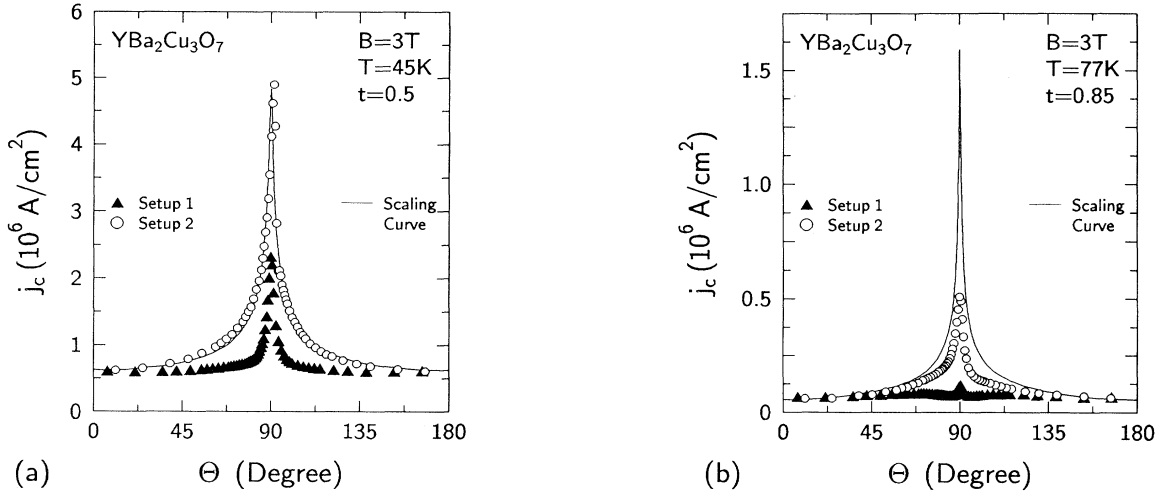 6
5
4
3
2
1
0
j_c (10^6 A/cm^2)
YBa2Cu3O7
B=3T
T=45K
t=0.5
▲ Setup 1
○ Setup 2
— Scaling
Curve
0 45 90 135 180
(a) Θ (Degree)
1.5
1.0
0.5
0
j_c (10^6 A/cm^2)
YBa2Cu3O7
B=3T
T=77K
t=0.85
▲ Setup 1
○ Setup 2
— Scaling
Curve
0 45 90 135 180
(b) Θ (Degree)